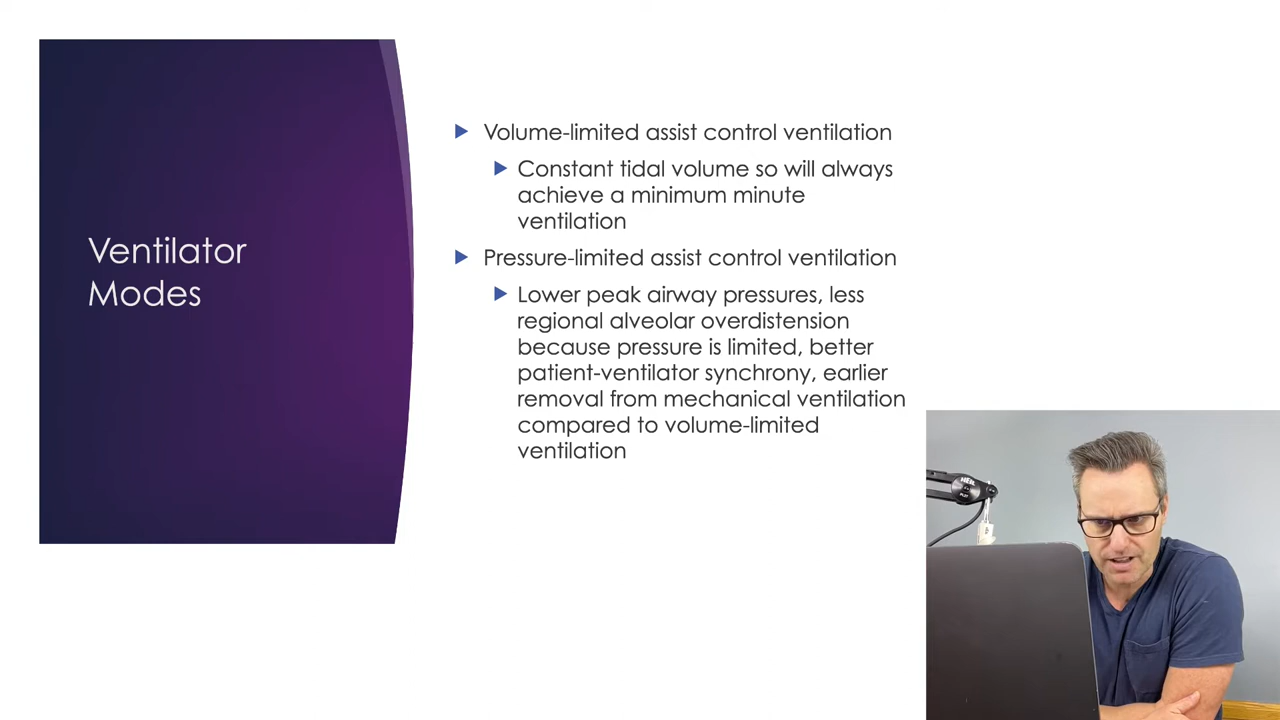 Ventilator
Modes
Volume-limited assist control ventilation
Constant tidal volume so will always
achieve a minimum minute
ventilation
Pressure-limited assist control ventilation
Lower peak airway pressures, less
regional alveolar overdistension
because pressure is limited, better
patient-ventilator synchrony, earlier
removal from mechanical ventilation
compared to volume-limited
ventilation
HEIL